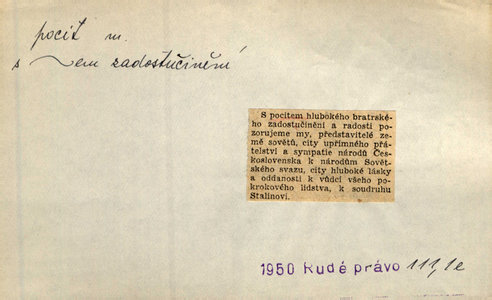 pocit m.
s ~em zadostučinění
S pocitem hlubokého bratrské-
ho zadostučinění a radosti po-
zorujeme my, představitelé ze-
mě sovětů, city upřímného přá-
telství a sympatie národů Čes-
koslovenska k národům Sovět-
ského svazu, city hluboké lásky
a oddanosti k vůdci všeho po-
krokového lidstva, k soudruhu
Stalinovi.
1950 Rudé právo 111, 1e